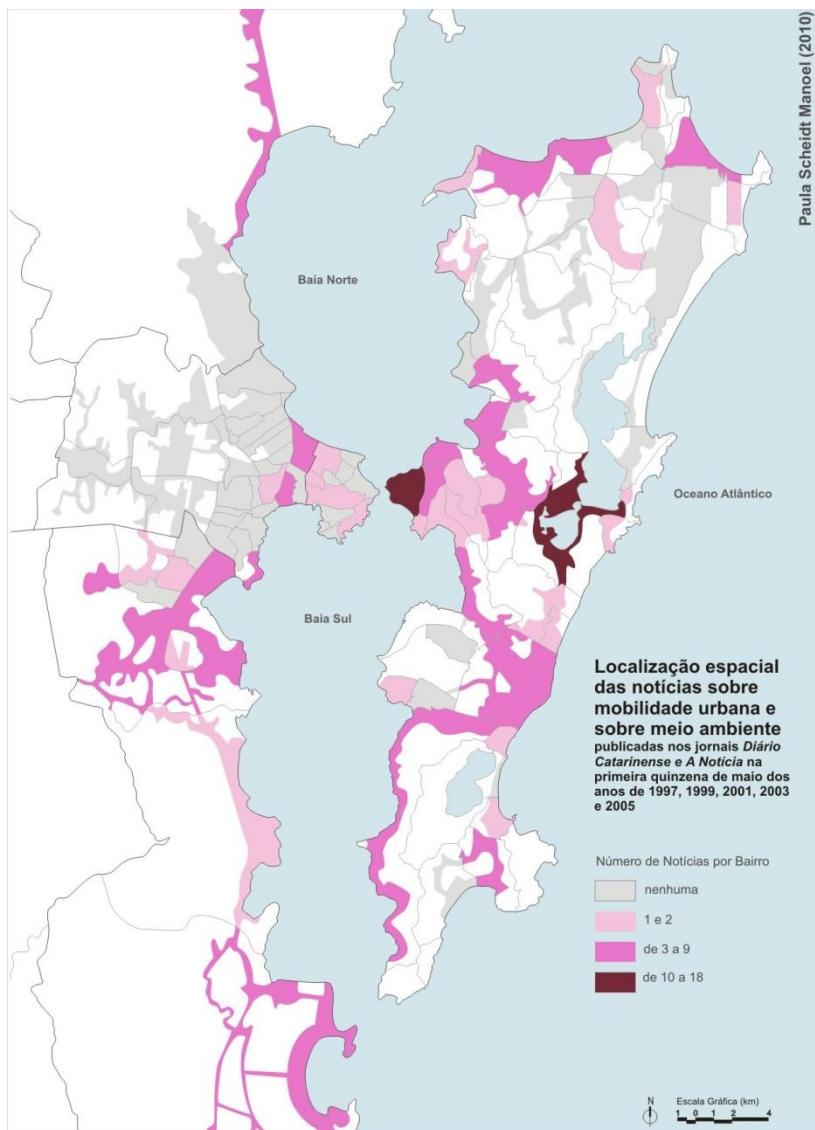 Paula Scheidt Manoel (2010)
Baía Norte
Oceano Atlântico
Baía Sul
Localização espacial
das notícias sobre
mobilidade urbana e
sobre meio ambiente
publicadas nos jornais Diário
Catarinense e A Notícia na
primeira quinzena de maio dos
anos de 1997, 1999, 2001, 2003
e 2005
Número de Notícias por Bairro
nenhuma
1 e 2
de 3 a 9
de 10 a 18
N
Escala Gráfica (km)
1 0 1 2 4